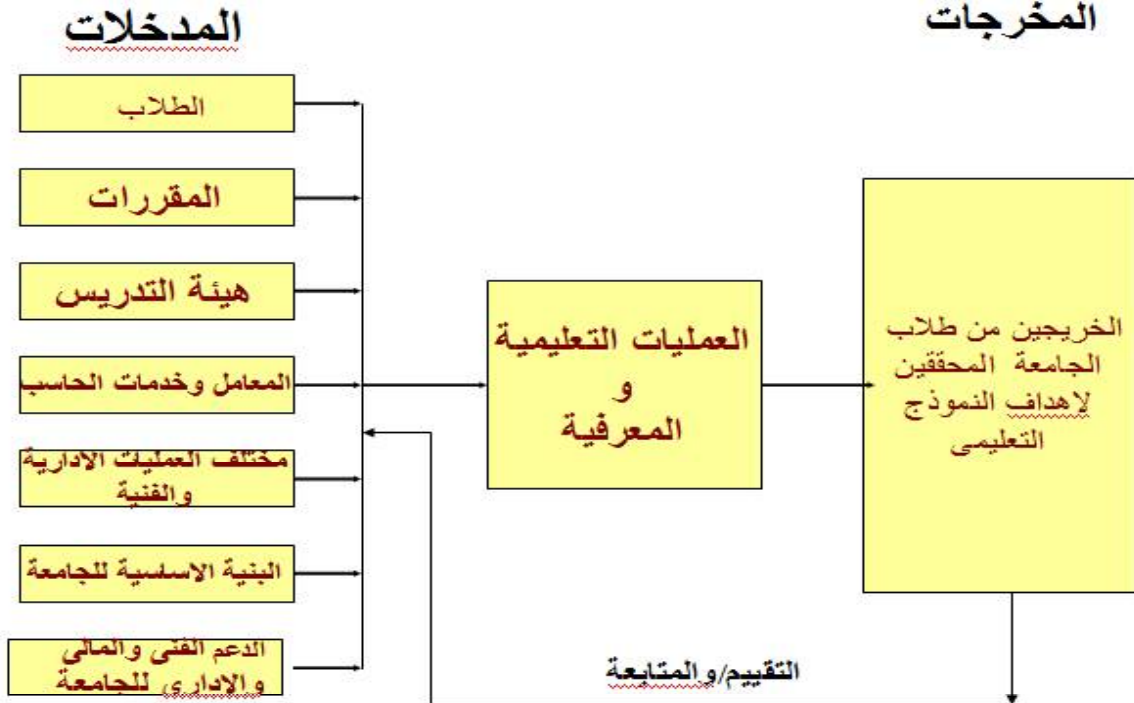 المدخلات
المخرجات
الطلاب
المقررات
هيئة التدريس
المعامل وخدمات الحاسب
مختلف العمليات الادارية
والفنية
البنية الاساسية للجامعة
الدعم الفنى والمالى
والادارى للجامعة
العمليات التعليمية
و
المعرفية
الخريجين من طلاب
الجامعة المحققين
لاهداف النموذج
التعليمى
التقييم/والمتابعة